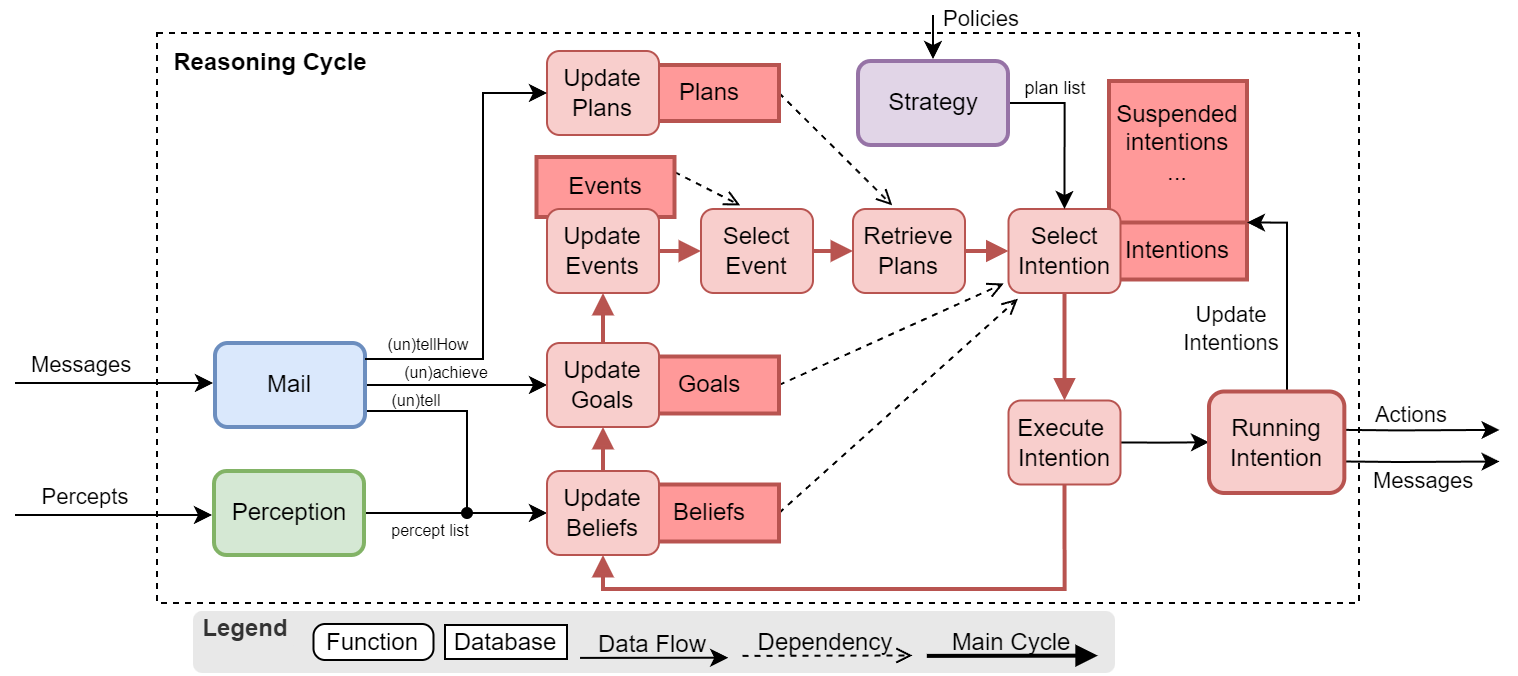 Policies
Reasoning Cycle
Update
Plans
Plans
Strategy
plan list
Suspended
intentions
...
Events
Update
Events
Select
Event
Retrieve
Plans
Select
Intention
Intentions
Update
Intentions
Messages
Mail
(un)tellHow
(un)achieve
(un)tell
Update
Goals
Goals
Execute
Intention
Running
Intention
Actions
Messages
Percepts
Perception
percept list
Update
Beliefs
Beliefs
Legend
Function
Database
Data Flow
Dependency
Main Cycle